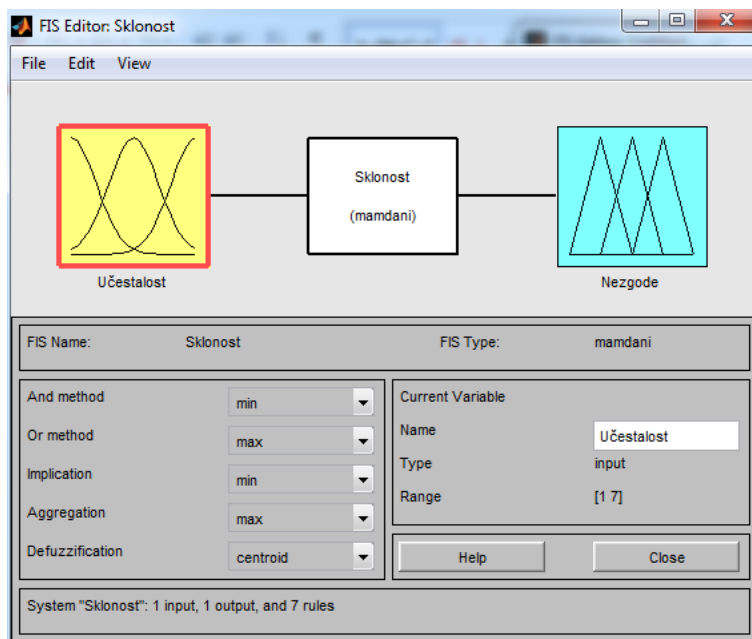 FIS Editor: Sklonost
File Edit View
Sklonost
(mamdani)
Učestalost
Nezgode
FIS Name: Sklonost FIS Type: mamdani
And method min
Or method max
Implication min
Aggregation max
Defuzzification centroid
Current Variable
Name Učestalost
Type input
Range [1 7]
Help Close
System "Sklonost": 1 input, 1 output, and 7 rules